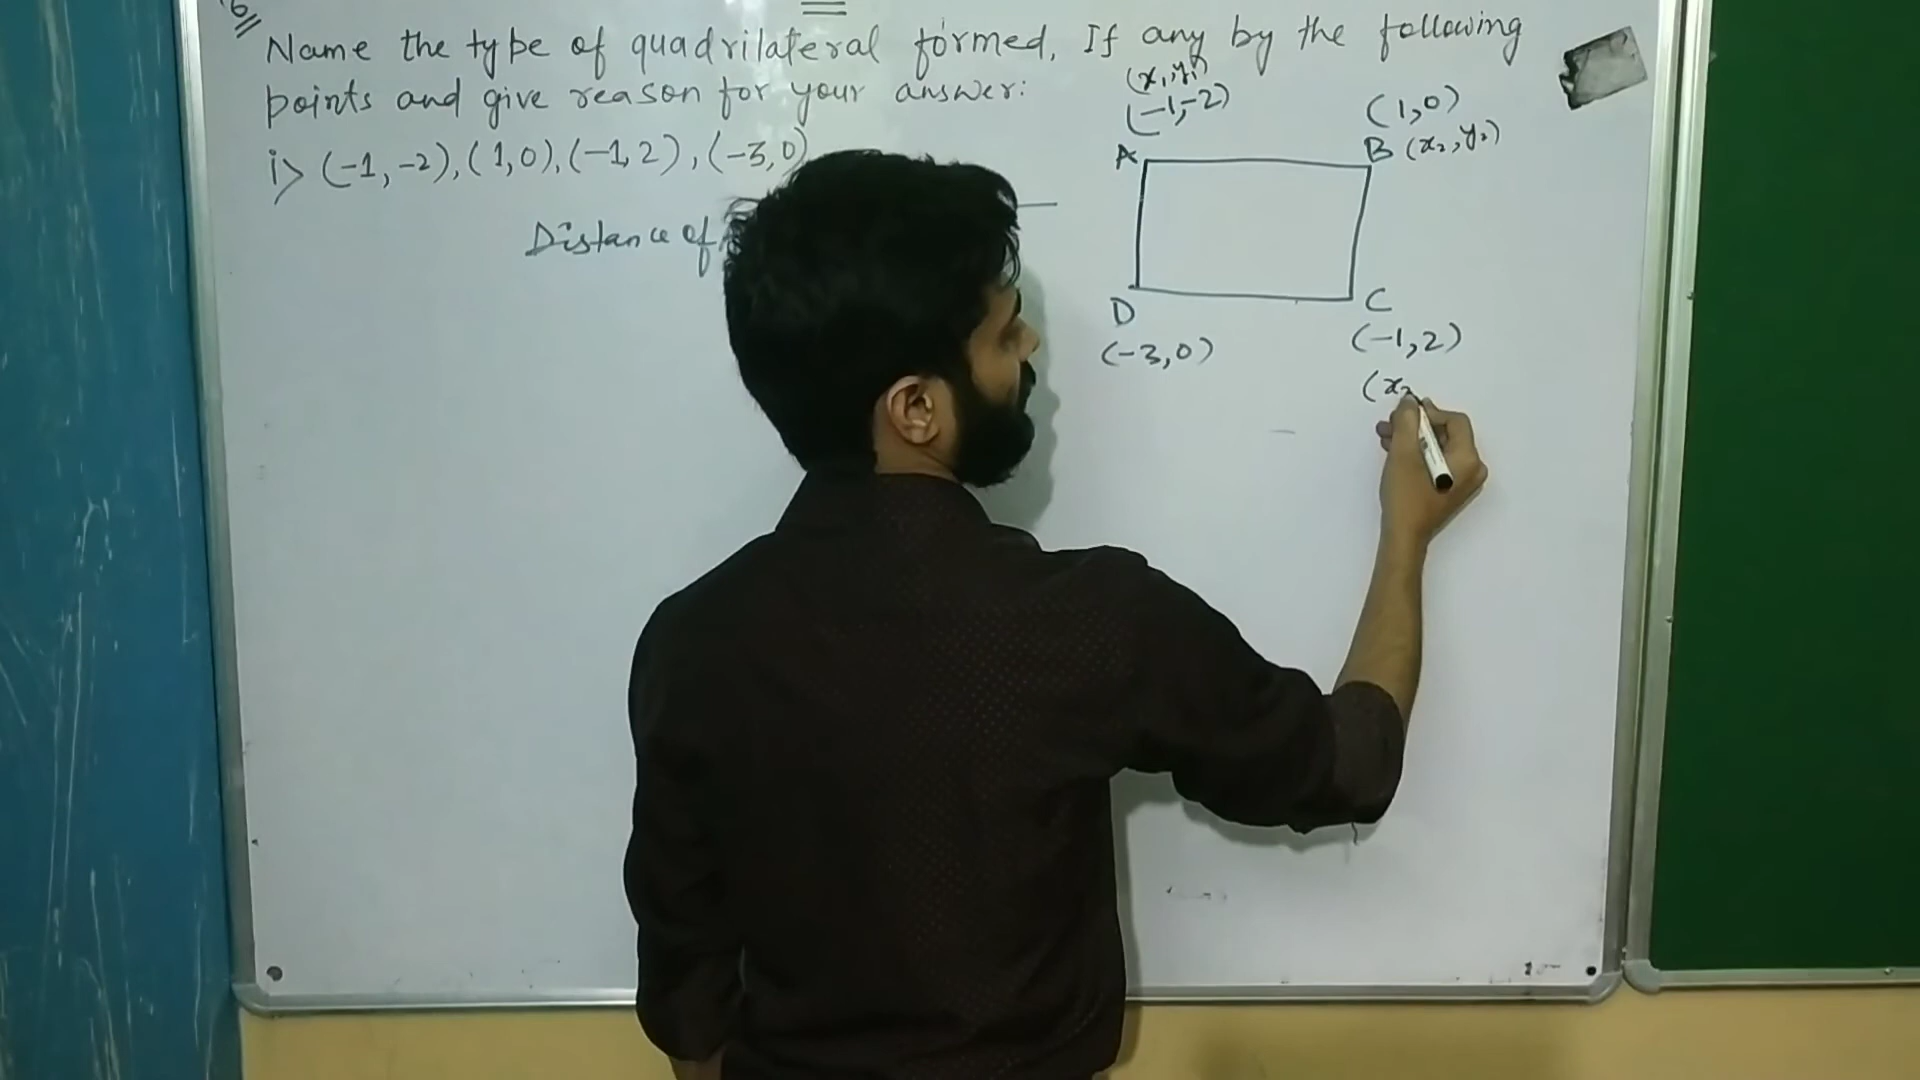 6
Name the type of quadrilateral formed, If any by the following
points and give reason for your answer:
i> (-1, -2), (1, 0), (-1, 2), (-3, 0)
Distance of
(x₁, y₁)
(-1, -2)
A
(1, 0)
B (x₂, y₂)
D
(-3, 0)
C
(-1, 2)
(x₃